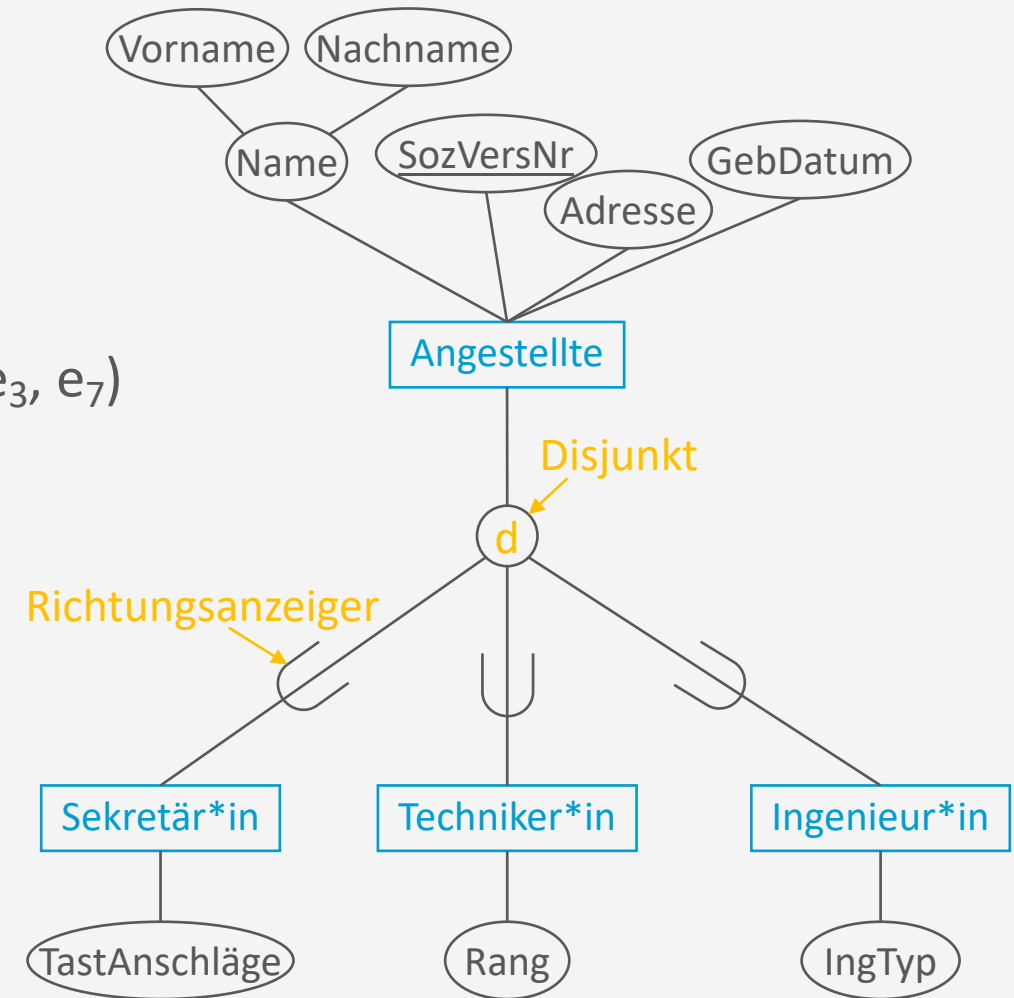 Vorname Nachname
Name SozVersNr GebDatum
Adresse
Angestellte
e₃, e₇)
Disjunkt
d
Richtungsanzeiger
Sekretär*in Techniker*in Ingenieur*in
TastAnschläge Rang IngTyp